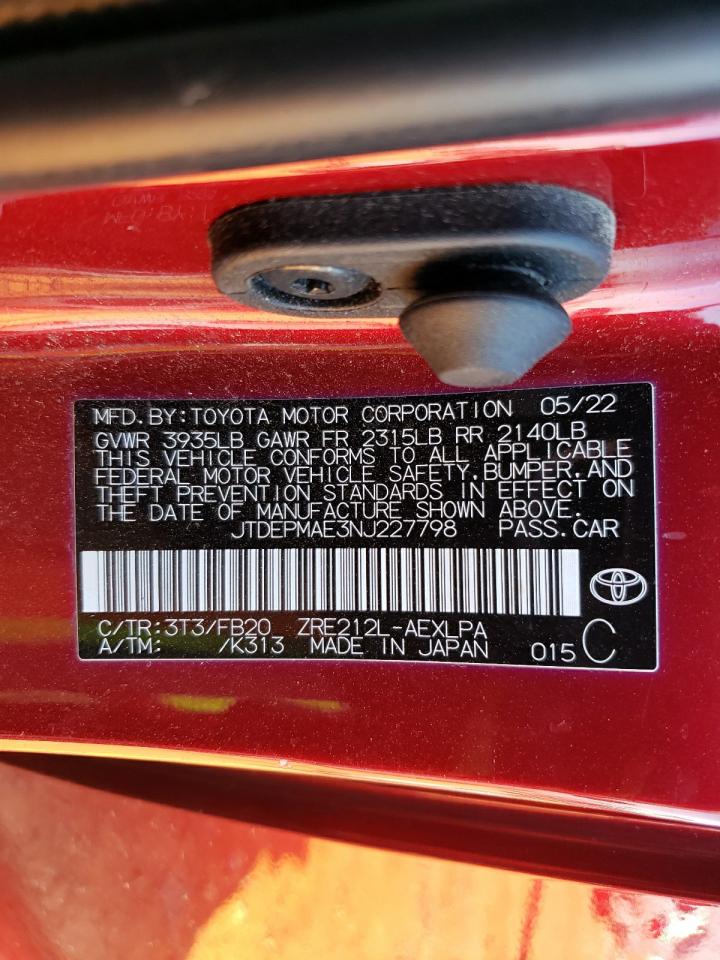 MFD. BY: TOYOTA MOTOR CORPORATION 05/22
GVWR 3935LB GAWR FR 2315LB RR 2140LB
THIS VEHICLE CONFORMS TO ALL APPLICABLE
FEDERAL MOTOR VEHICLE SAFETY, BUMPER, AND
THEFT PREVENTION STANDARDS IN EFFECT ON
THE DATE OF MANUFACTURE SHOWN ABOVE.
JTDEPMAE3NJ227798 PASS. CAR
C/TR: 3T3/FB20 ZRE212L-AEXLPA
A/TM: /K313 MADE IN JAPAN 015 C